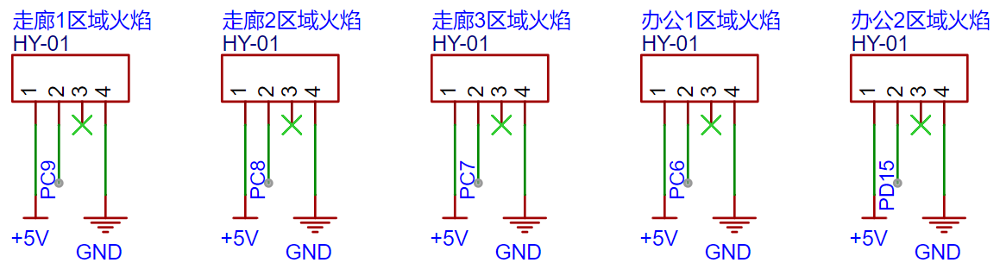 走廊1区域火焰
HY-01
1 2 3 4
PC9
+5V
GND
走廊2区域火焰
HY-01
1 2 3 4
PC8
+5V
GND
走廊3区域火焰
HY-01
1 2 3 4
PC7
+5V
GND
办公1区域火焰
HY-01
1 2 3 4
PC6
+5V
GND
办公2区域火焰
HY-01
1 2 3 4
PD15
+5V
GND